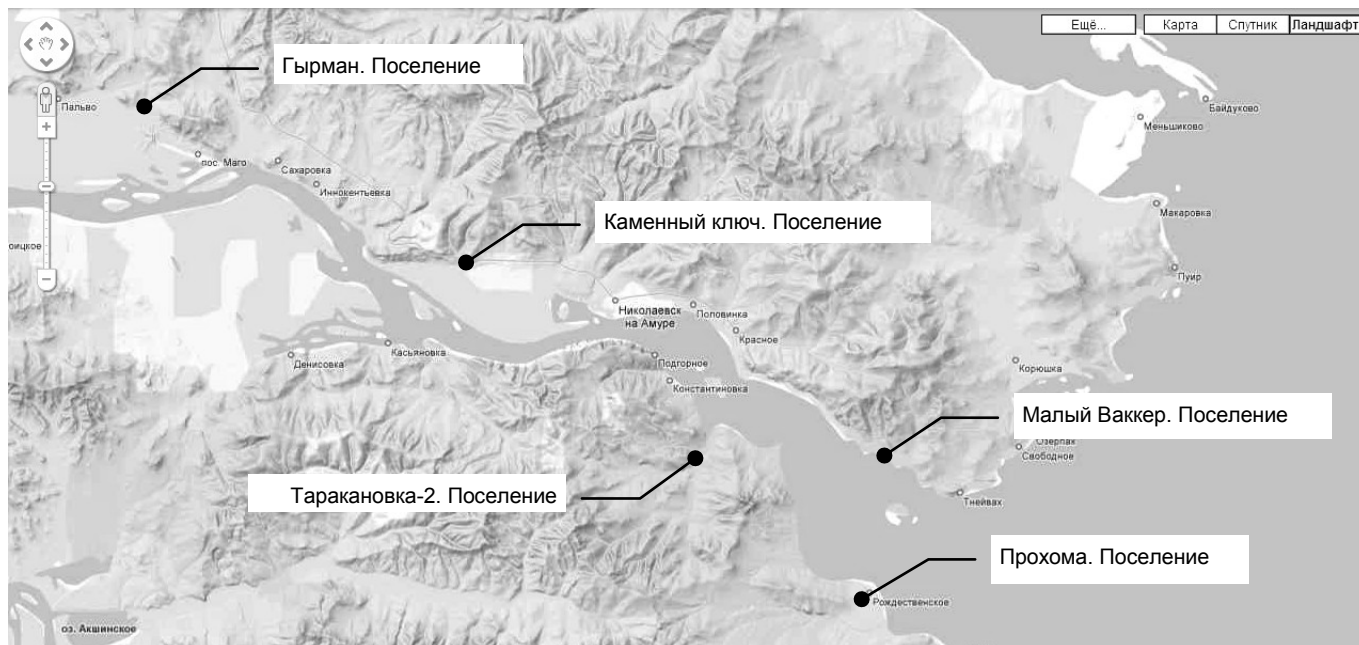 Ещё...
Карта
Спутник
Ландшафт
Гырман. Поселение
Пальво
Байдуково
Меньшиково
пос. Маго
Сахаровка
Иннокентьевка
Макаровка
Каменный ключ. Поселение
оицкое
Пуир
Николаевск
на Амуре
Половинка
Красное
Денисовка
Касьяновка
Подгорное
Корюшка
Константиновка
Малый Ваккер. Поселение
Озерпах
Свободное
Таракановка-2. Поселение
Тнейвах
Прохома. Поселение
Рождественское
оз. Акшинское